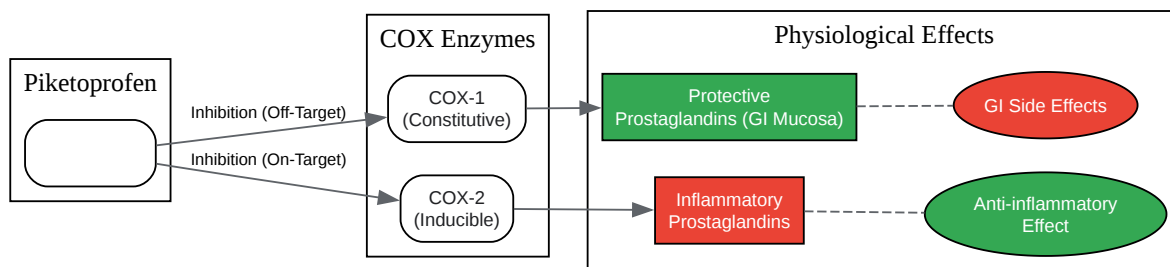 Piketoprofen
Inhibition (Off-Target)
Inhibition (On-Target)
COX Enzymes
COX-1
(Constitutive)
COX-2
(Inducible)
Physiological Effects
Protective
Prostaglandins (GI Mucosa)
GI Side Effects
Inflammatory
Prostaglandins
Anti-inflammatory
Effect